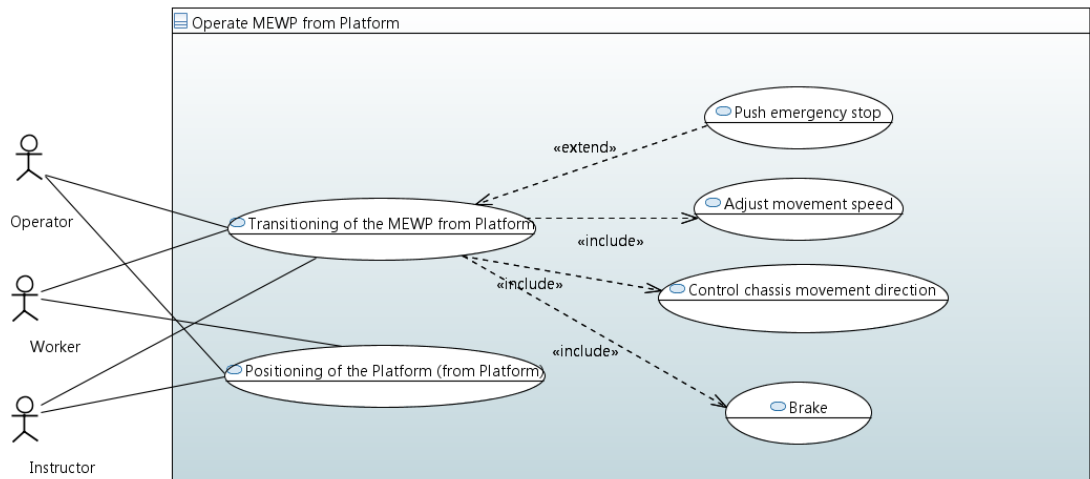 Operate MEWP from Platform
Push emergency stop
«extend»
Operator
Transitioning of the MEWP from Platform
Adjust movement speed
«include»
Worker
«include»
Control chassis movement direction
«include»
Positioning of the Platform (from Platform)
Brake
Instructor